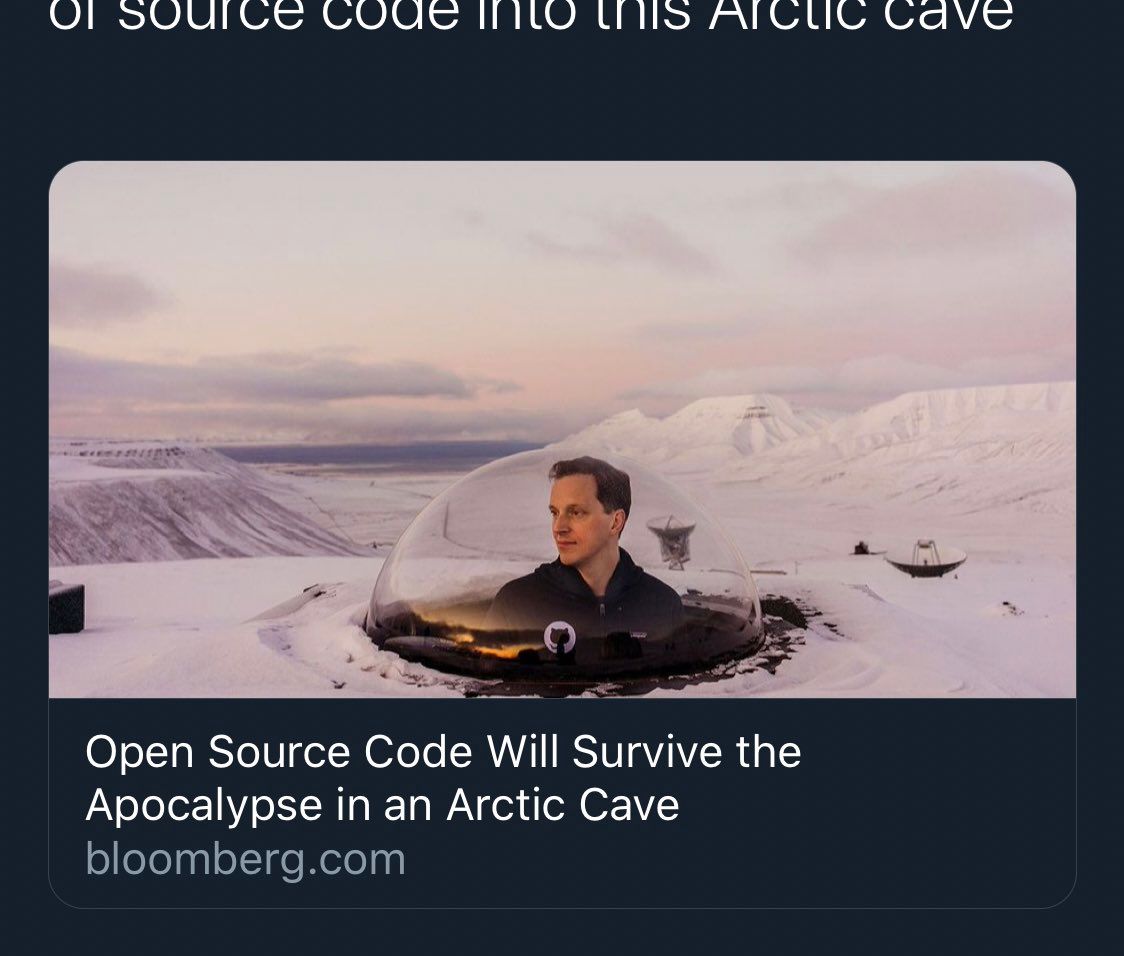 of source code into this Arctic cave
Open Source Code Will Survive the
Apocalypse in an Arctic Cave
bloomberg.com